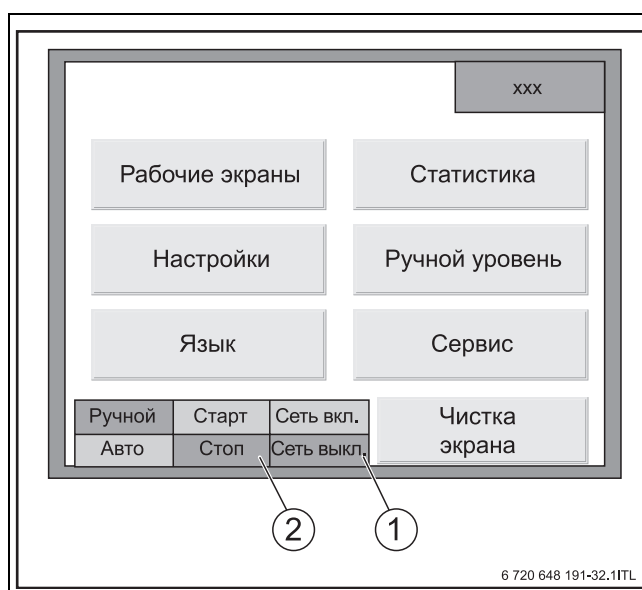 xxx
Рабочие экраны
Статистика
Настройки
Ручной уровень
Язык
Сервис
Ручной
Старт
Сеть вкл.
Авто
Стоп
Сеть выкл.
Чистка
экрана
2
1
6 720 648 191-32.1ITL